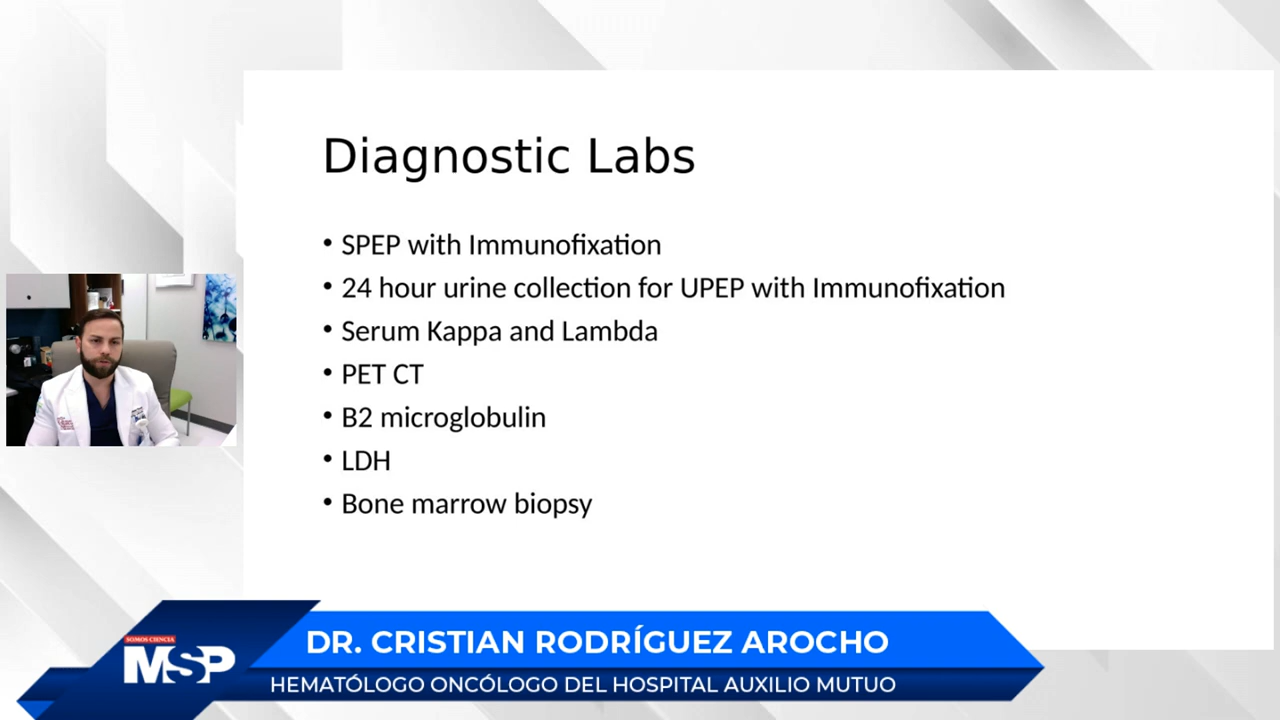 Diagnostic Labs
• SPEP with Immunofixation
• 24 hour urine collection for UPEP with Immunofixation
• Serum Kappa and Lambda
• PET CT
• B2 microglobulin
• LDH
• Bone marrow biopsy
SOMOS CIENCIA
MSP
DR. CRISTIAN RODRÍGUEZ AROCHO
HEMATÓLOGO ONCÓLOGO DEL HOSPITAL AUXILIO MUTUO